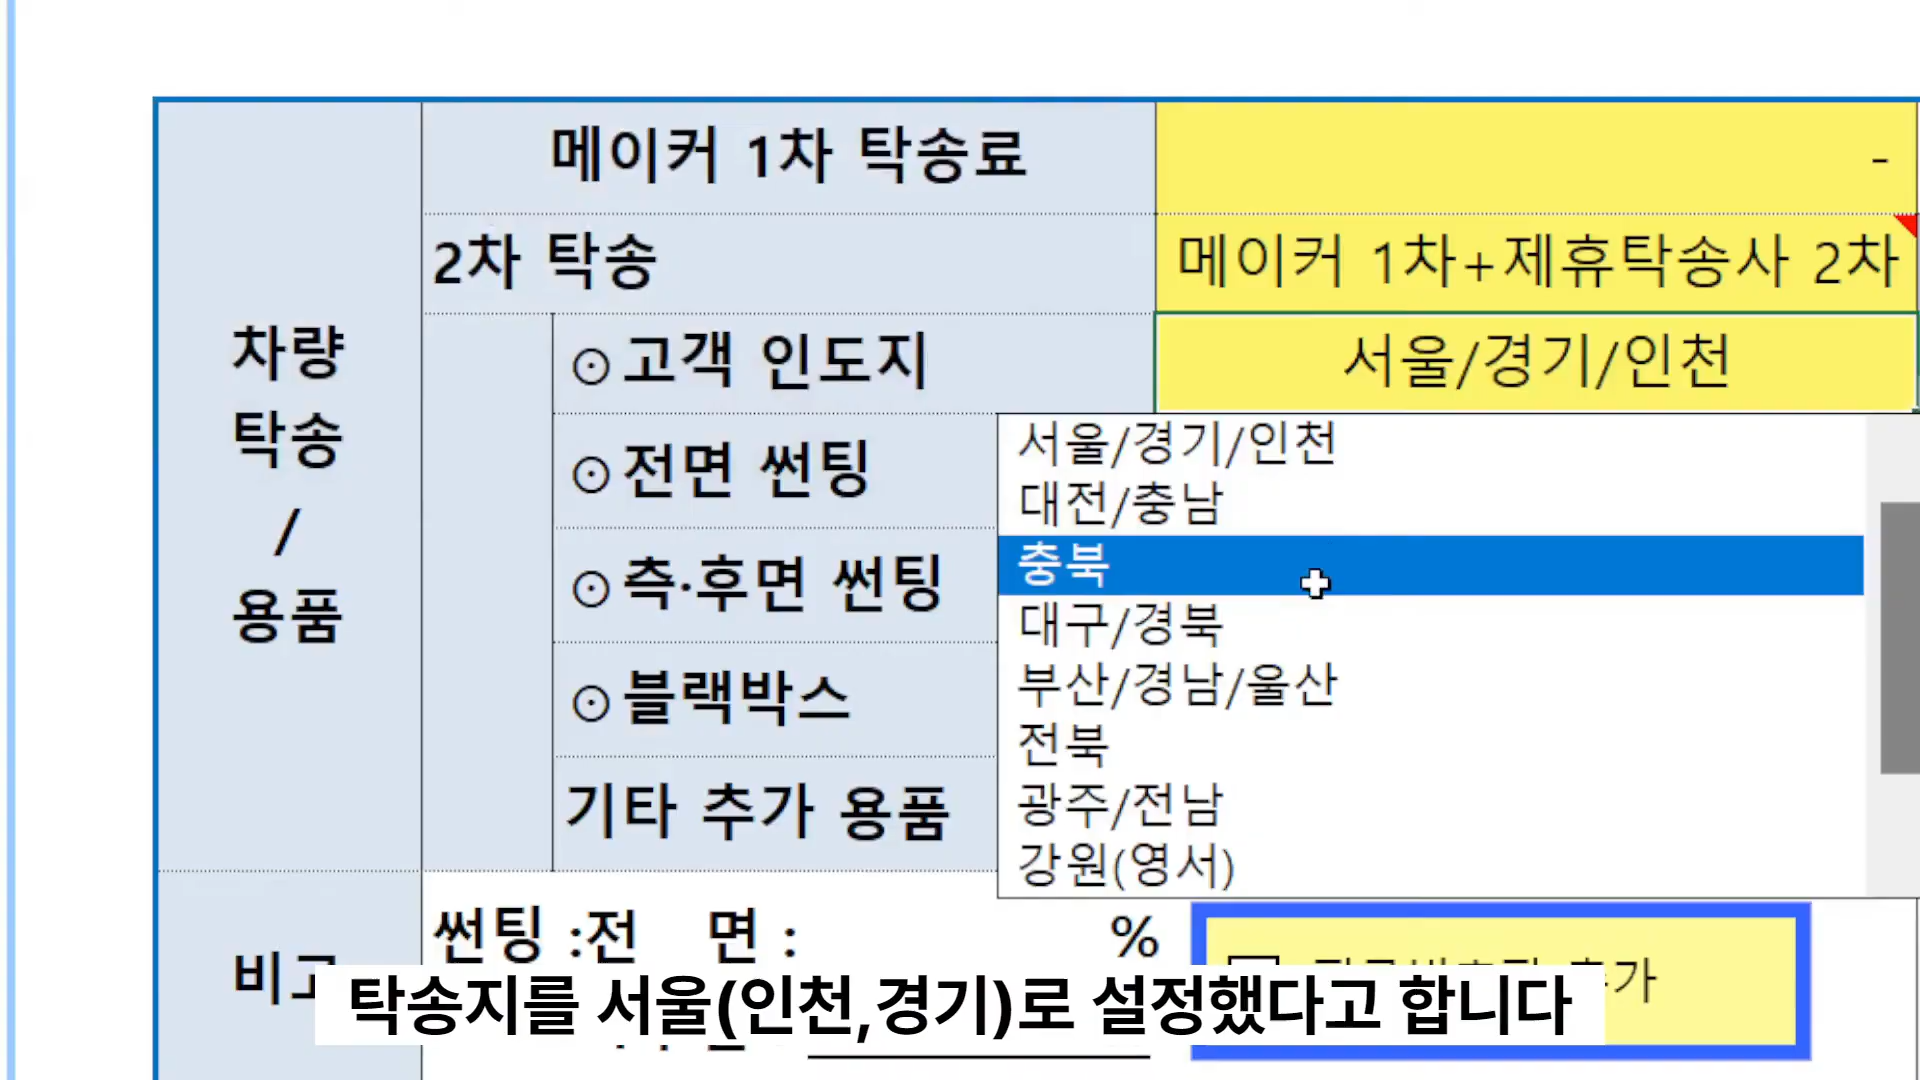 메이커 1차 탁송료
-
2차 탁송
메이커 1차+제휴탁송사 2차
차량
탁송
/
용품
⊙고객 인도지
서울/경기/인천
⊙전면 썬팅
⊙측·후면 썬팅
⊙블랙박스
기타 추가 용품
서울/경기/인천
대전/충남
충북
대구/경북
부산/경남/울산
전북
광주/전남
강원(영서)
썬팅 :전 면 : %
탁송지를 서울(인천,경기)로 설정했다고 합니다